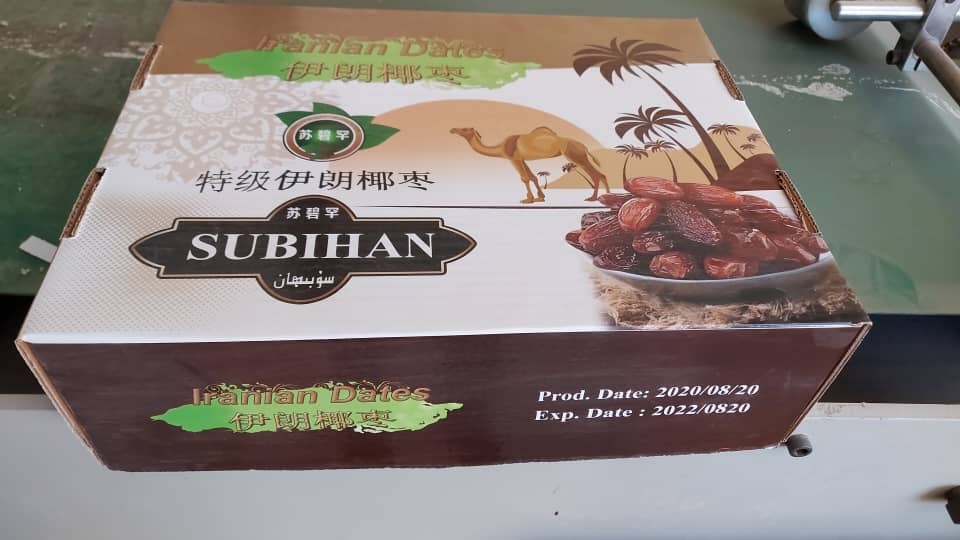 Iranian Dates
伊朗椰枣
苏碧罕
特级伊朗椰枣
苏碧罕
SUBIHAN
سۇبىھان
Iranian Dates
伊朗椰枣
Prod. Date: 2020/08/20
Exp. Date : 2022/0820